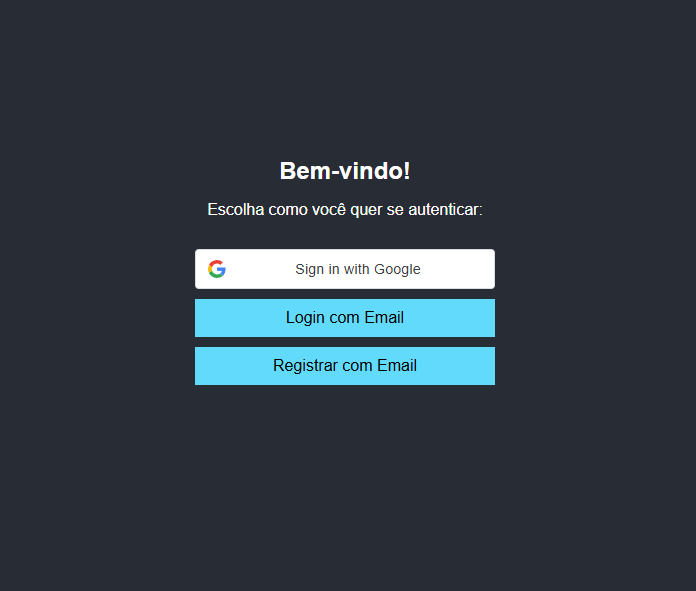 Bem-vindo!
Escolha como você quer se autenticar:
Sign in with Google
Login com Email
Registrar com Email